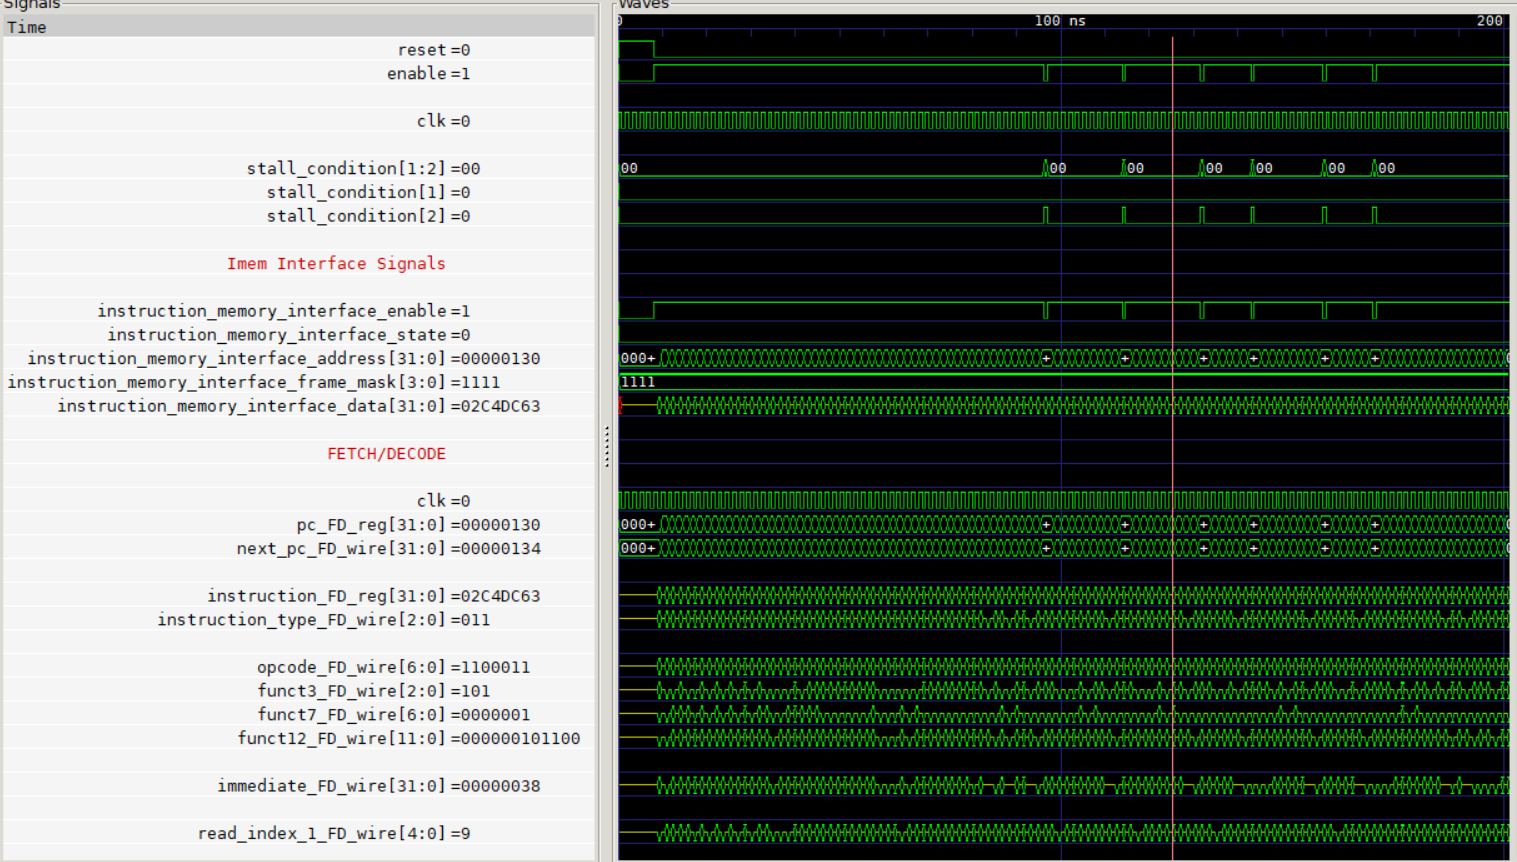 Signals
Waves
Time
0
100 ns
200
reset=0
enable=1
clk=0
stall_condition[1:2]=00
00
00
00
00
00
00
00
stall_condition[1]=0
stall_condition[2]=0
Imem Interface Signals
instruction_memory_interface_enable=1
instruction_memory_interface_state=0
instruction_memory_interface_address[31:0]=00000130
000+
+
+
+
+
+
+
instruction_memory_interface_frame_mask[3:0]=1111
1111
instruction_memory_interface_data[31:0]=02C4DC63
FETCH/DECODE
clk=0
pc_FD_reg[31:0]=00000130
000+
+
+
+
+
+
+
next_pc_FD_wire[31:0]=00000134
000+
+
+
+
+
+
+
instruction_FD_reg[31:0]=02C4DC63
instruction_type_FD_wire[2:0]=011
opcode_FD_wire[6:0]=1100011
funct3_FD_wire[2:0]=101
funct7_FD_wire[6:0]=0000001
funct12_FD_wire[11:0]=000000101100
immediate_FD_wire[31:0]=00000038
read_index_1_FD_wire[4:0]=9